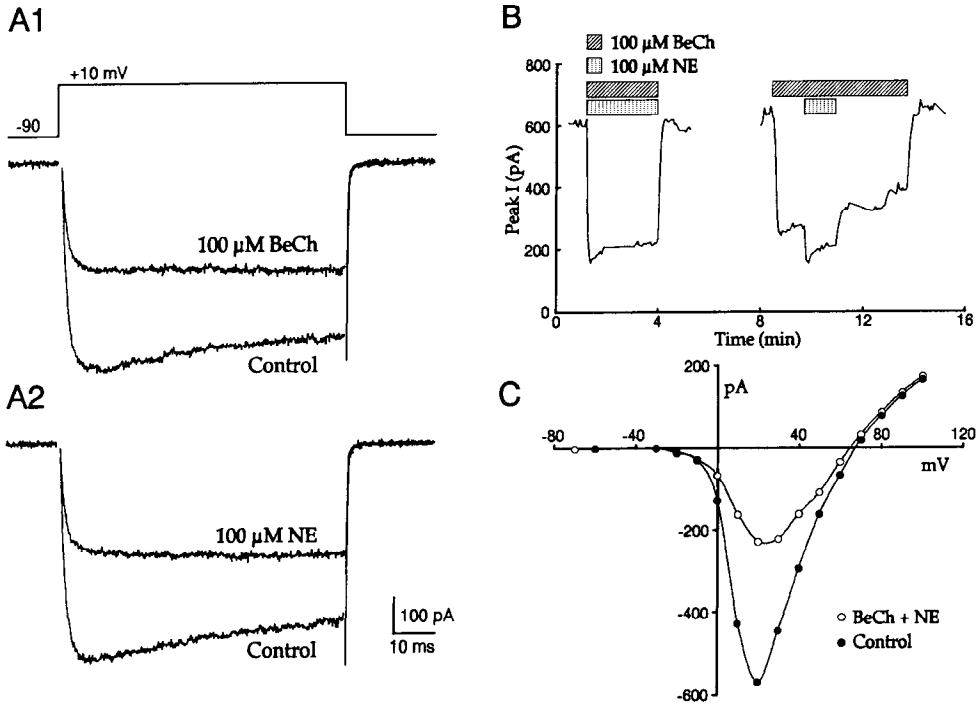 A1
+10 mV
-90
100 µM BeCh
Control
A2
100 µM NE
Control
100 pA
10 ms
B
100 µM BeCh
100 µM NE
800
600
400
200
0
Peak I (pA)
0
4
8
12
16
Time (min)
C
200
pA
-80
-40
40
80
120
mV
-200
-400
-600
BeCh + NE
Control